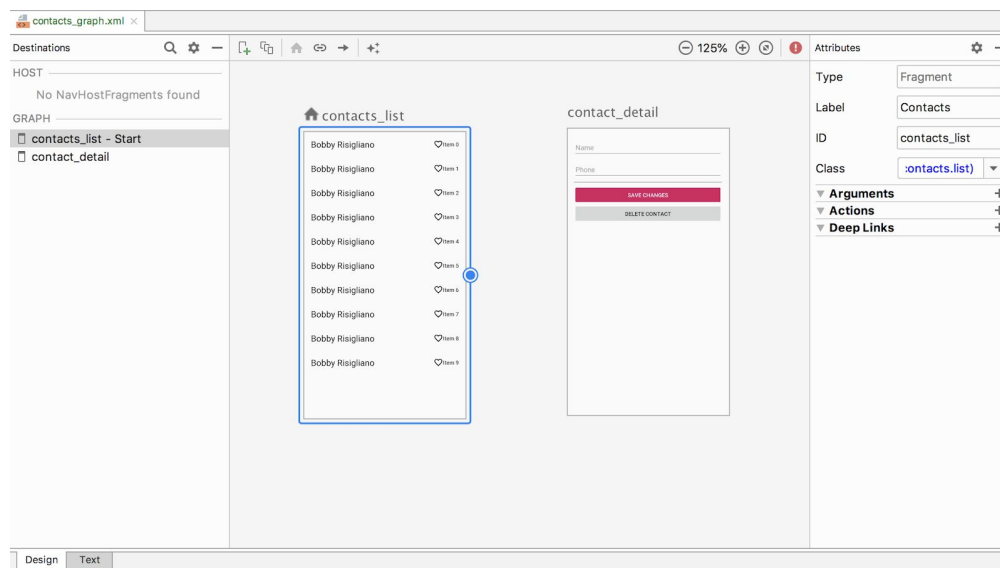 contacts_graph.xml
Destinations
125%
Attributes
HOST
No NavHostFragments found
GRAPH
contacts_list - Start
contact_detail
contacts_list
Bobby Risigliano Item 0
Bobby Risigliano Item 1
Bobby Risigliano Item 2
Bobby Risigliano Item 3
Bobby Risigliano Item 4
Bobby Risigliano Item 5
Bobby Risigliano Item 6
Bobby Risigliano Item 7
Bobby Risigliano Item 8
Bobby Risigliano Item 9
contact_detail
Name
Phone
SAVE CHANGES
DELETE CONTACT
Type Fragment
Label Contacts
ID contacts_list
Class :ontacts.list)
Arguments
Actions
Deep Links
Design Text